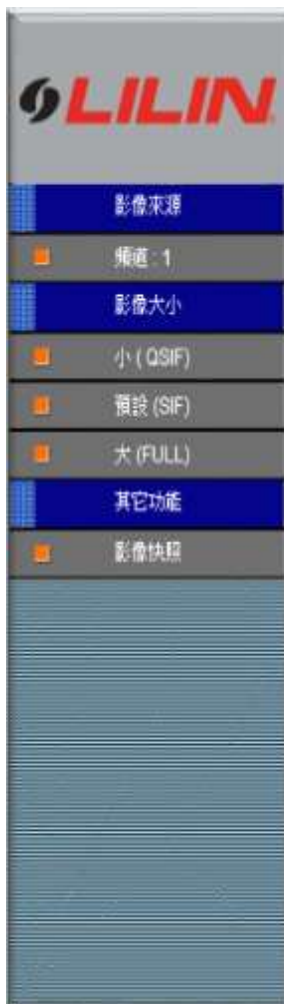 LILIN
影像來源
頻道 : 1
影像大小
小 ( QSIF)
預設 (SIF)
大 (FULL)
其它功能
影像快照